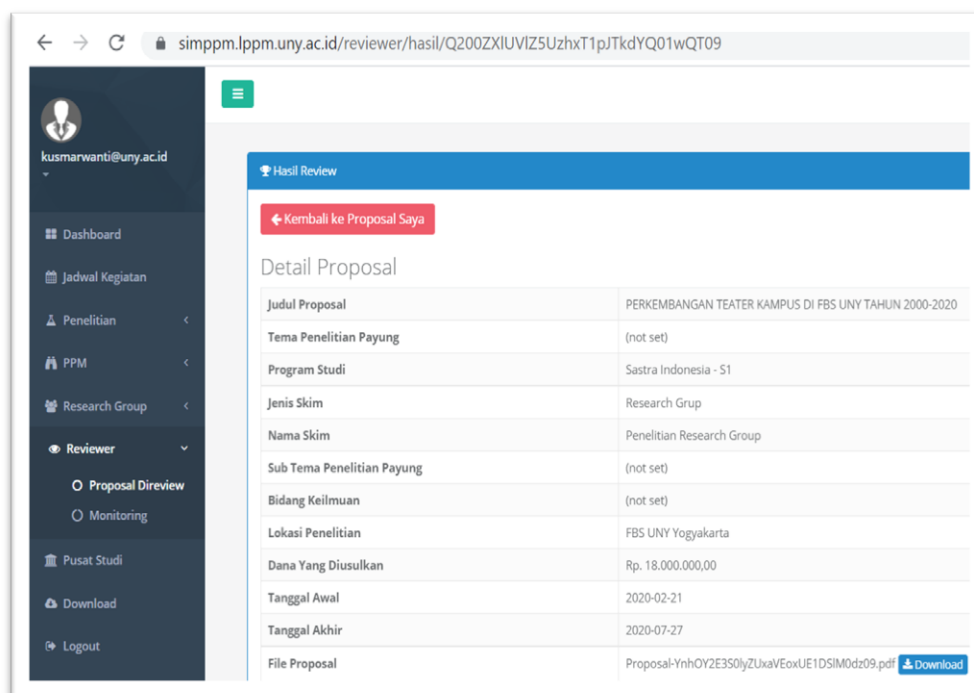 simppm.lppm.uny.ac.id/reviewer/hasil/Q200ZXlUVlZ5UzhxT1pJTkdYQ01wQT09
kusmarwanti@uny.ac.id
Dashboard
Jadwal Kegiatan
Penelitian
PPM
Research Group
Reviewer
Proposal Direview
Monitoring
Pusat Studi
Download
Logout
Hasil Review
Kembali ke Proposal Saya
Detail Proposal
Judul Proposal PERKEMBANGAN TEATER KAMPUS DI FBS UNY TAHUN 2000-2020
Tema Penelitian Payung (not set)
Program Studi Sastra Indonesia - S1
Jenis Skim Research Grup
Nama Skim Penelitian Research Group
Sub Tema Penelitian Payung (not set)
Bidang Keilmuan (not set)
Lokasi Penelitian FBS UNY Yogyakarta
Dana Yang Diusulkan Rp. 18.000.000,00
Tanggal Awal 2020-02-21
Tanggal Akhir 2020-07-27
File Proposal Proposal-YnhOY2E3S0lyZUxaVEoxUE1DSlM0dz09.pdf Download